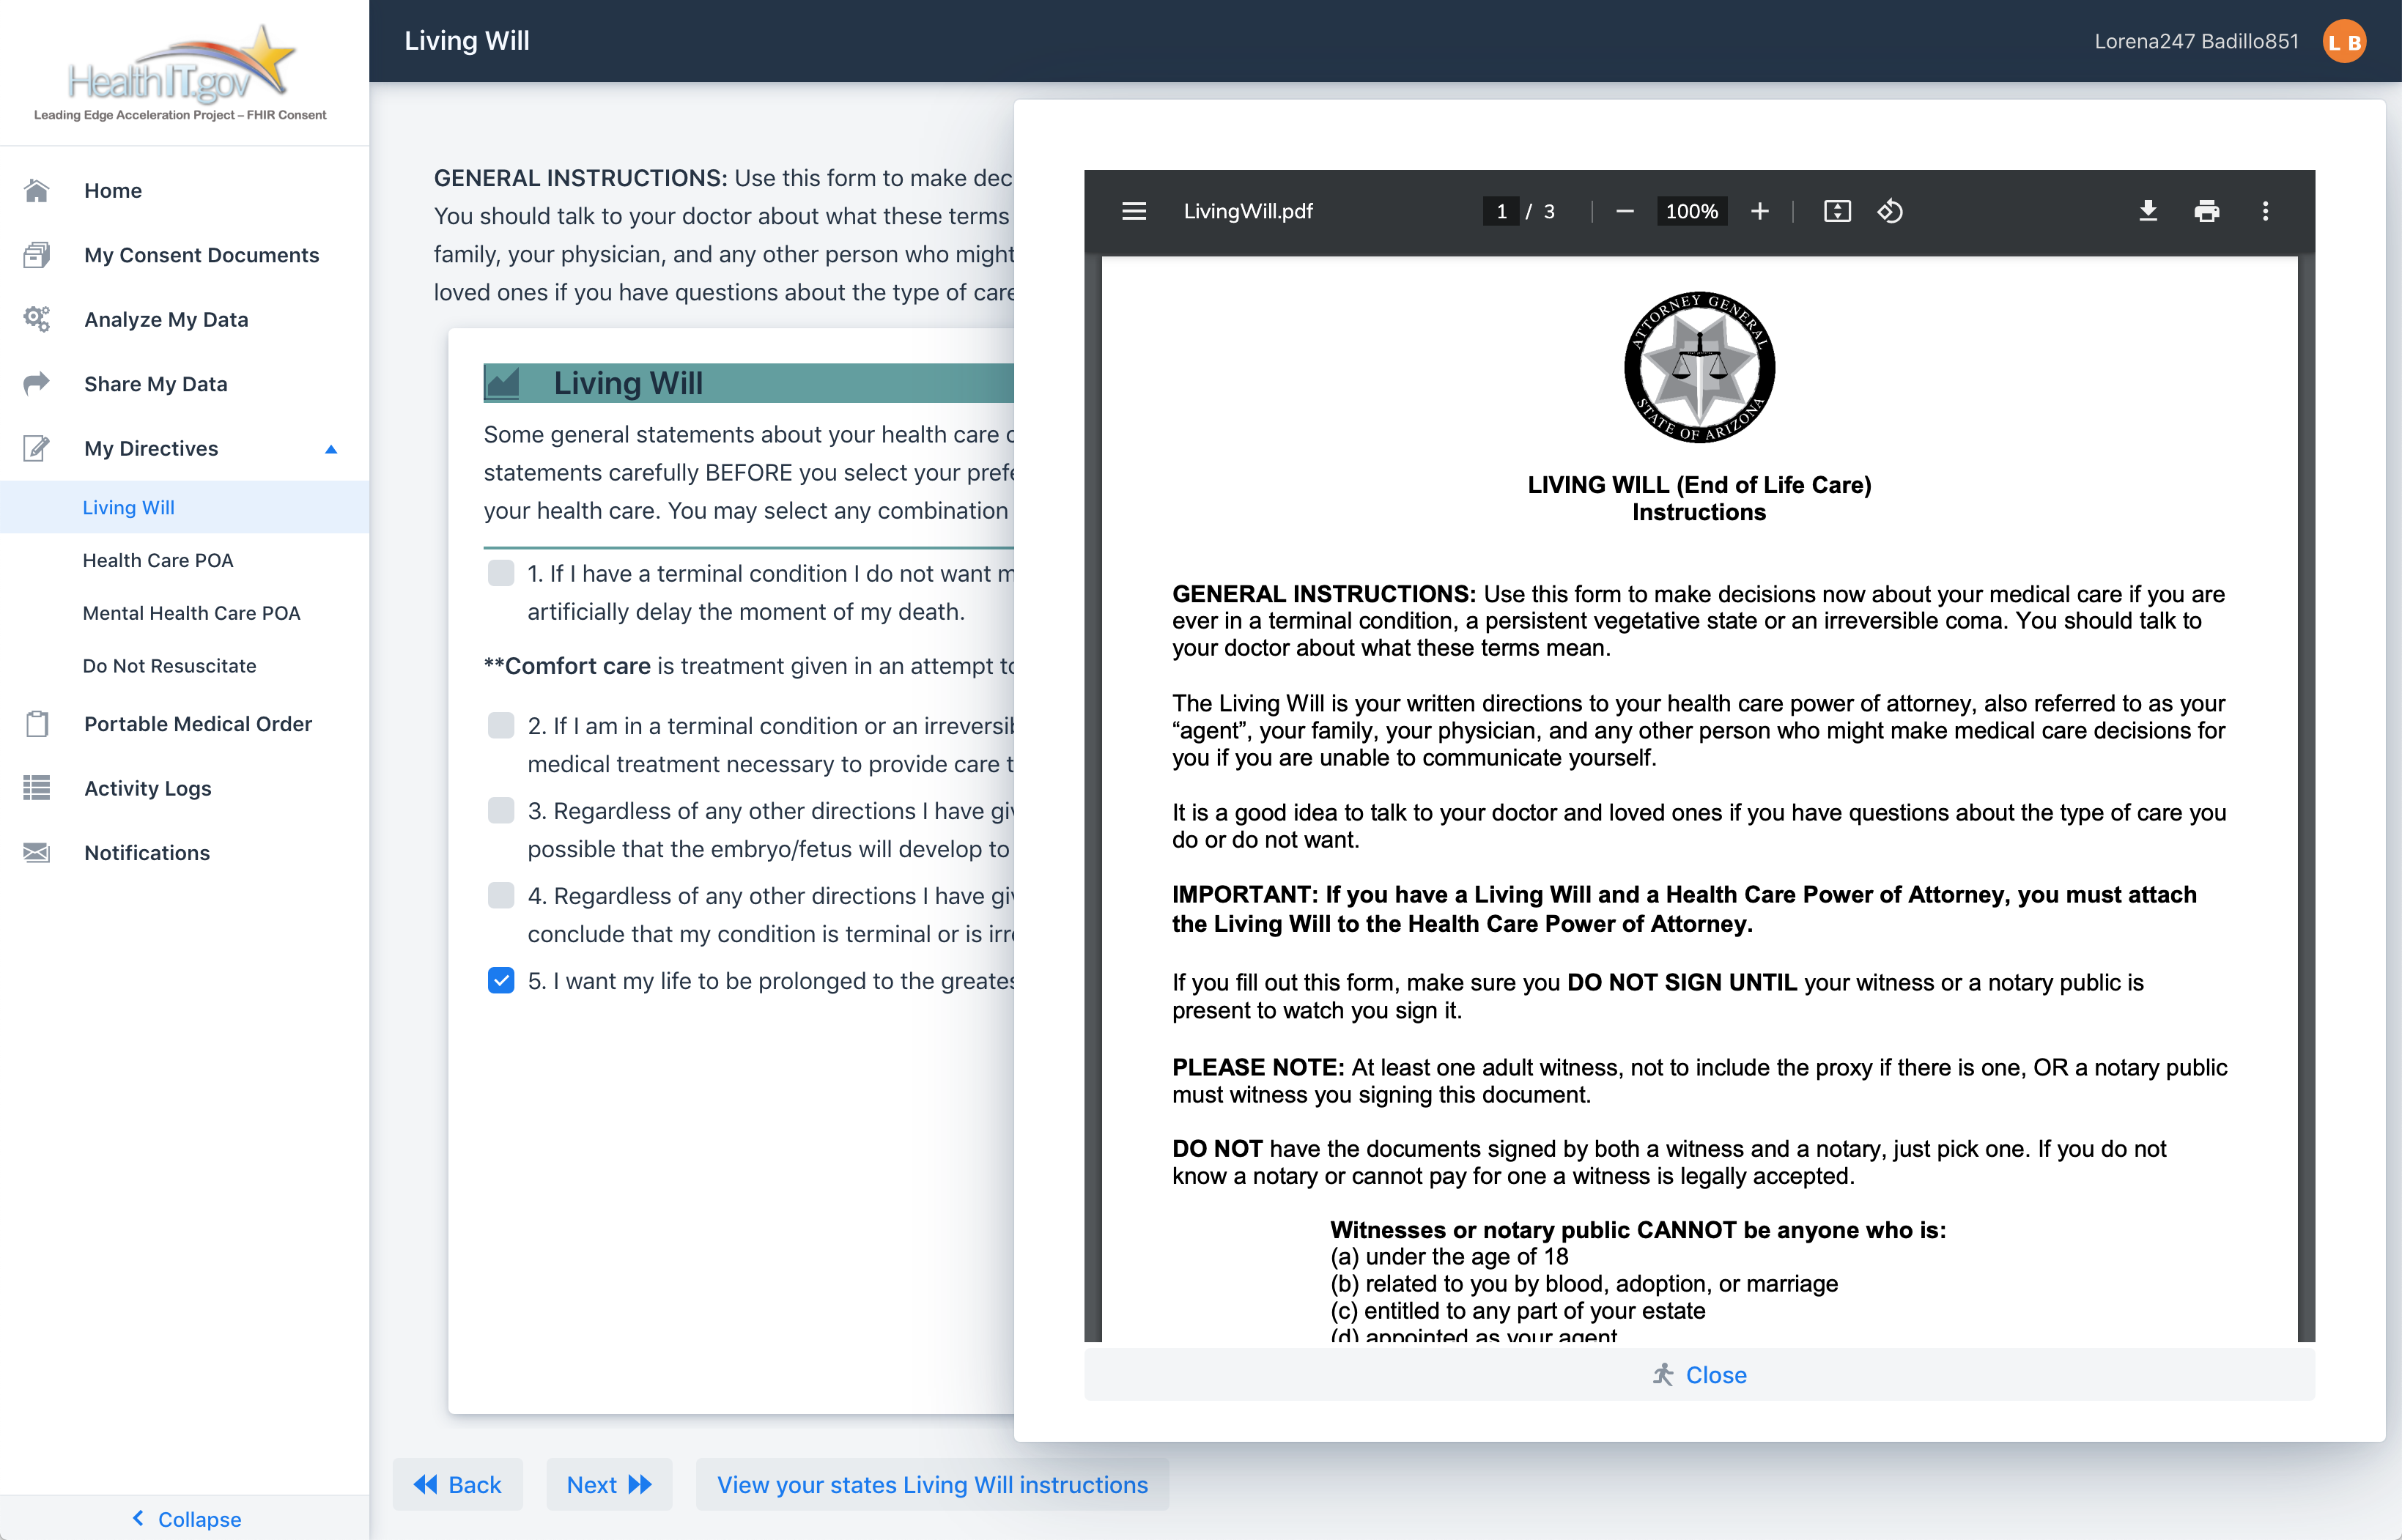 HealthIT.gov
Leading Edge Acceleration Project – FHIR Consent
Home
My Consent Documents
Analyze My Data
Share My Data
My Directives
Living Will
Health Care POA
Mental Health Care POA
Do Not Resuscitate
Portable Medical Order
Activity Logs
Notifications
Collapse
Living Will
Lorena247 Badillo851
L B
GENERAL INSTRUCTIONS: Use this form to make dec
You should talk to your doctor about what these terms
family, your physician, and any other person who might
loved ones if you have questions about the type of care
Living Will
Some general statements about your health care
statements carefully BEFORE you select your prefe
your health care. You may select any combination
1. If I have a terminal condition I do not want m
artificially delay the moment of my death.
**Comfort care is treatment given in an attempt to
2. If I am in a terminal condition or an irreversib
medical treatment necessary to provide care t
3. Regardless of any other directions I have giv
possible that the embryo/fetus will develop to
4. Regardless of any other directions I have giv
conclude that my condition is terminal or is irre
5. I want my life to be prolonged to the greates
Back
Next
View your states Living Will instructions
LivingWill.pdf
1 / 3
100%
ATTORNEY GENERAL
STATE OF ARIZONA
LIVING WILL (End of Life Care)
Instructions
GENERAL INSTRUCTIONS: Use this form to make decisions now about your medical care if you are
ever in a terminal condition, a persistent vegetative state or an irreversible coma. You should talk to
your doctor about what these terms mean.
The Living Will is your written directions to your health care power of attorney, also referred to as your
“agent”, your family, your physician, and any other person who might make medical care decisions for
you if you are unable to communicate yourself.
It is a good idea to talk to your doctor and loved ones if you have questions about the type of care you
do or do not want.
IMPORTANT: If you have a Living Will and a Health Care Power of Attorney, you must attach
the Living Will to the Health Care Power of Attorney.
If you fill out this form, make sure you DO NOT SIGN UNTIL your witness or a notary public is
present to watch you sign it.
PLEASE NOTE: At least one adult witness, not to include the proxy if there is one, OR a notary public
must witness you signing this document.
DO NOT have the documents signed by both a witness and a notary, just pick one. If you do not
know a notary or cannot pay for one a witness is legally accepted.
Witnesses or notary public CANNOT be anyone who is:
(a) under the age of 18
(b) related to you by blood, adoption, or marriage
(c) entitled to any part of your estate
(d) appointed as your agent
Close